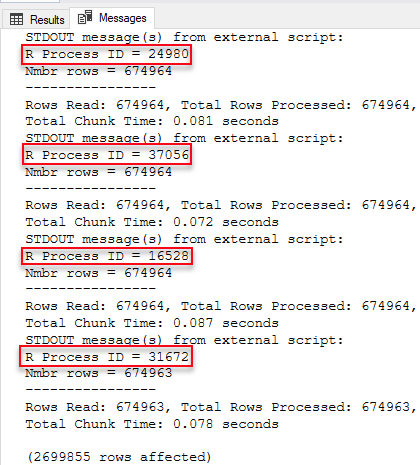 Results Messages
STDOUT message(s) from external script:
R Process ID = 24980
Nmbr rows = 674964
----------------
Rows Read: 674964, Total Rows Processed: 674964,
Total Chunk Time: 0.081 seconds
STDOUT message(s) from external script:
R Process ID = 37056
Nmbr rows = 674964
----------------
Rows Read: 674964, Total Rows Processed: 674964,
Total Chunk Time: 0.072 seconds
STDOUT message(s) from external script:
R Process ID = 16528
Nmbr rows = 674964
----------------
Rows Read: 674964, Total Rows Processed: 674964,
Total Chunk Time: 0.087 seconds
STDOUT message(s) from external script:
R Process ID = 31672
Nmbr rows = 674963
----------------
Rows Read: 674963, Total Rows Processed: 674963,
Total Chunk Time: 0.078 seconds
(2699855 rows affected)